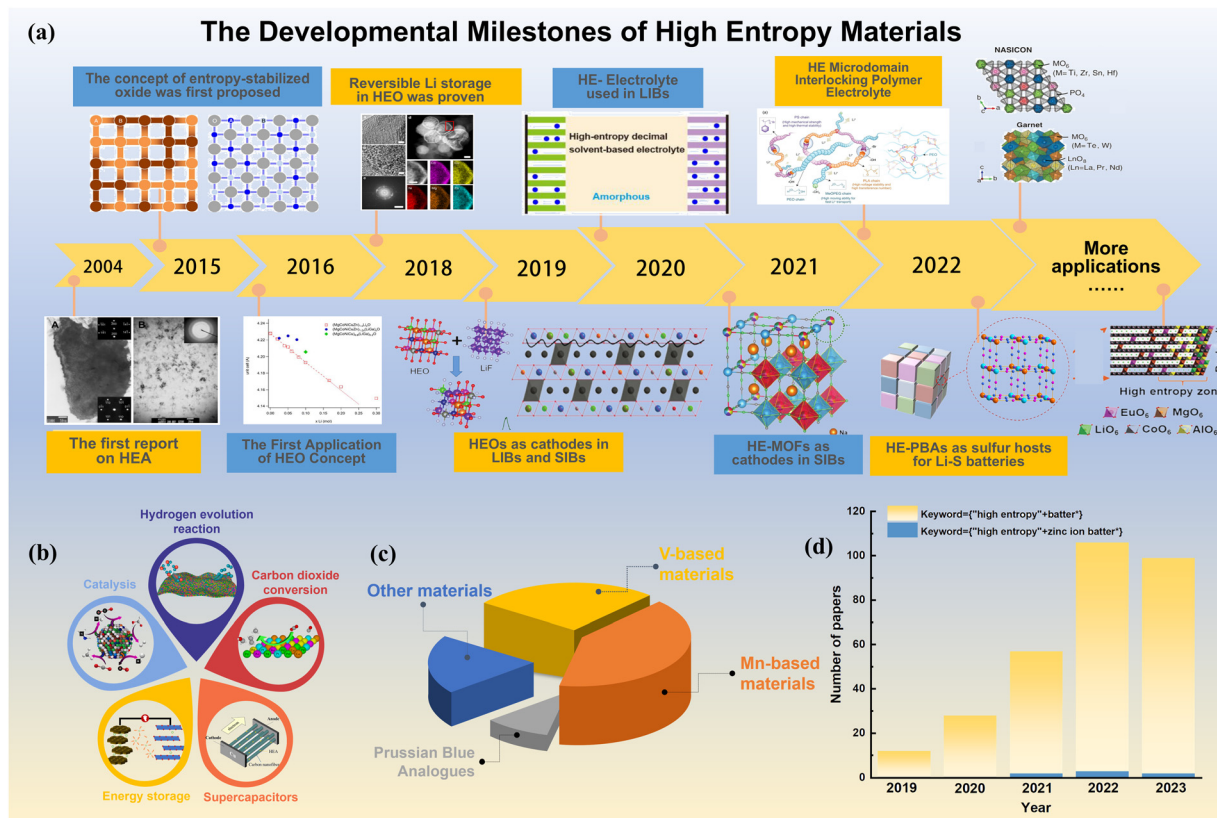 (a)
The Developmental Milestones of High Entropy Materials
The concept of entropy-stabilized
oxide was first proposed
Reversible Li storage
in HEO was proven
HE- Electrolyte
used in LIBs
High-entropy decimal
solvent-based electrolyte
Amorphous
HE Microdomain
Interlocking Polymer
Electrolyte
NASICON
MO6
(M= Ti, Zr, Sn, Hf)
PO4
Garnet
MO6
(M= Te, W)
LnO8
(Ln=La, Pr, Nd)
2004
2015
2016
2018
2019
2020
2021
2022
More
applications
......
A
B
The first report
on HEA
The First Application
of HEO Concept
HEO
+
LiF
HEOs as cathodes in
LIBs and SIBs
Na
HE-MOFs as
cathodes in SIBs
HE-PBAs as sulfur hosts
for Li-S batteries
High entropy zon
EuO6
MgO6
LiO6
CoO6
AlO6
(b)
Hydrogen evolution
reaction
Catalysis
Carbon dioxide
conversion
Energy storage
Supercapacitors
Anode
Cathode
HEA
Carbon nanofiber
(c)
V-based
materials
Other materials
Mn-based
materials
Prussian Blue
Analogues
(d)
Keyword={"high entropy"+batter*}
Keyword={"high entropy"+zinc ion batter*}
Number of papers
120
100
80
60
40
20
0
2019
2020
2021
2022
2023
Year